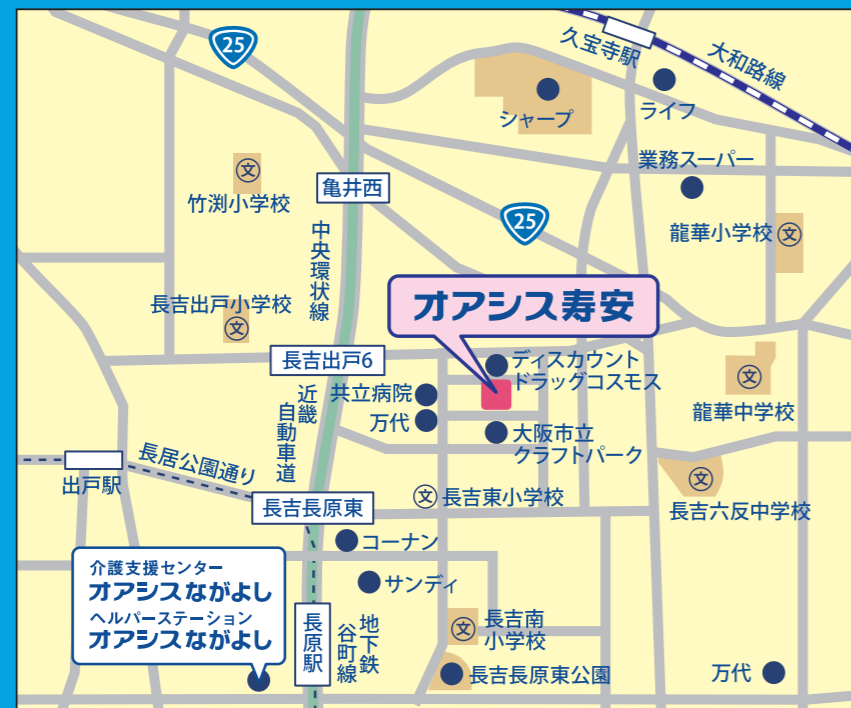 25
久宝寺駅
大和路線
シャープ
ライフ
業務スーパー
竹渕小学校
文
亀井西
25
龍華小学校
文
中央環状線
長吉出戸小学校
文
オアシス寿安
長吉出戸6
ディスカウント
ドラッグコスモス
共立病院
万代
近畿
自動車道
文
龍華中学校
大阪市立
クラフトパーク
長居公園通り
出戸駅
長吉長原東
文
長吉東小学校
文
長吉六反中学校
コーナン
サンディ
介護支援センター
オアシスながよし
ヘルパーステーション
オアシスながよし
長原駅
地下鉄
谷町線
文
長吉南
小学校
長吉長原東公園
万代